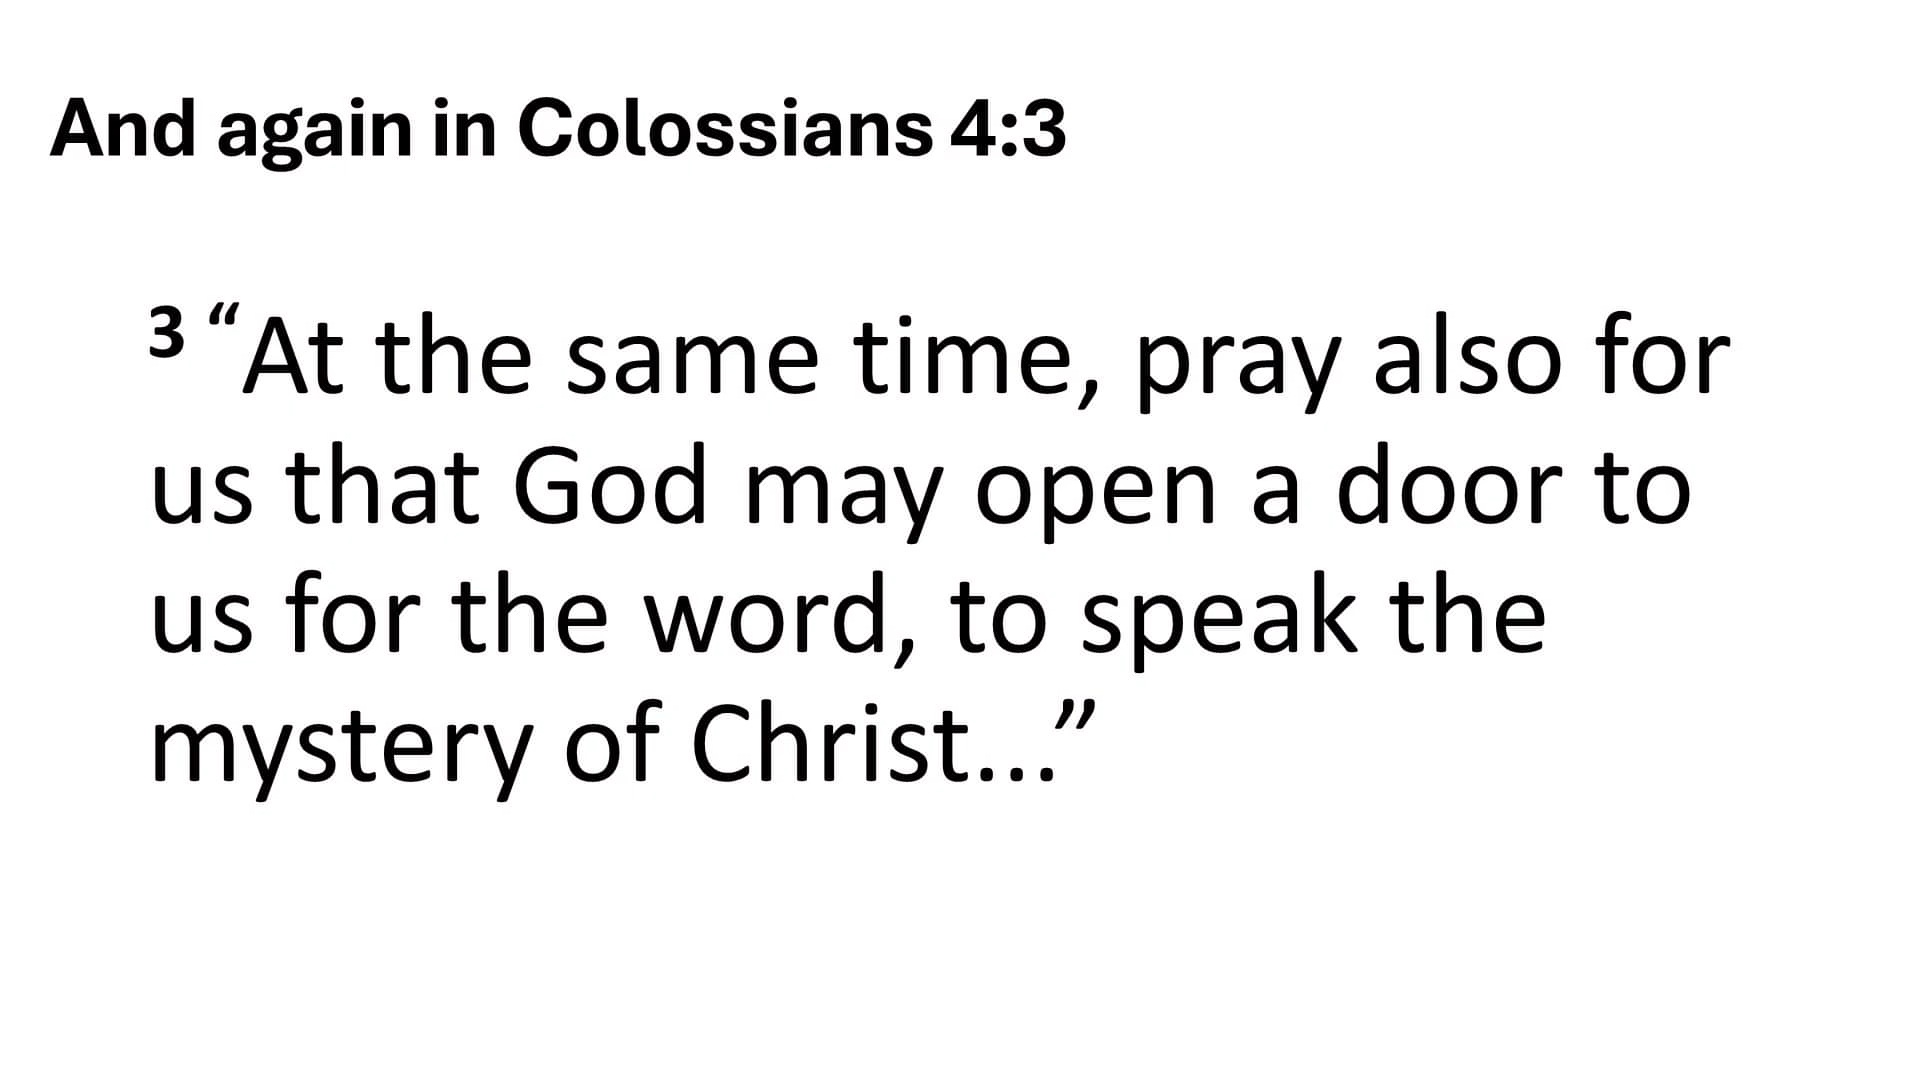 And again in Colossians 4:3
3 “At the same time, pray also for
us that God may open a door to
us for the word, to speak the
mystery of Christ...”